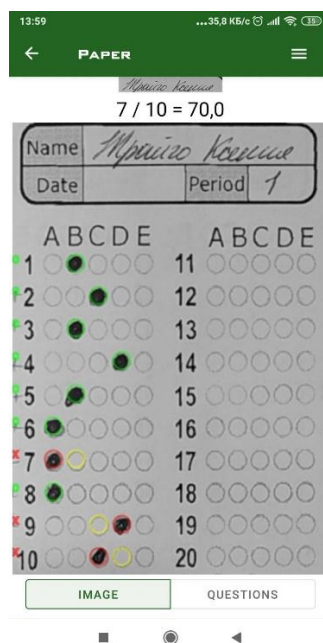 13:59 ...35,8 КБ/с 35
Paper
7 / 10 = 70,0
Name
Date Period 1
A B C D E A B C D E
1 11
2 12
3 13
4 14
5 15
6 16
7 17
8 18
9 19
10 20
IMAGE QUESTIONS